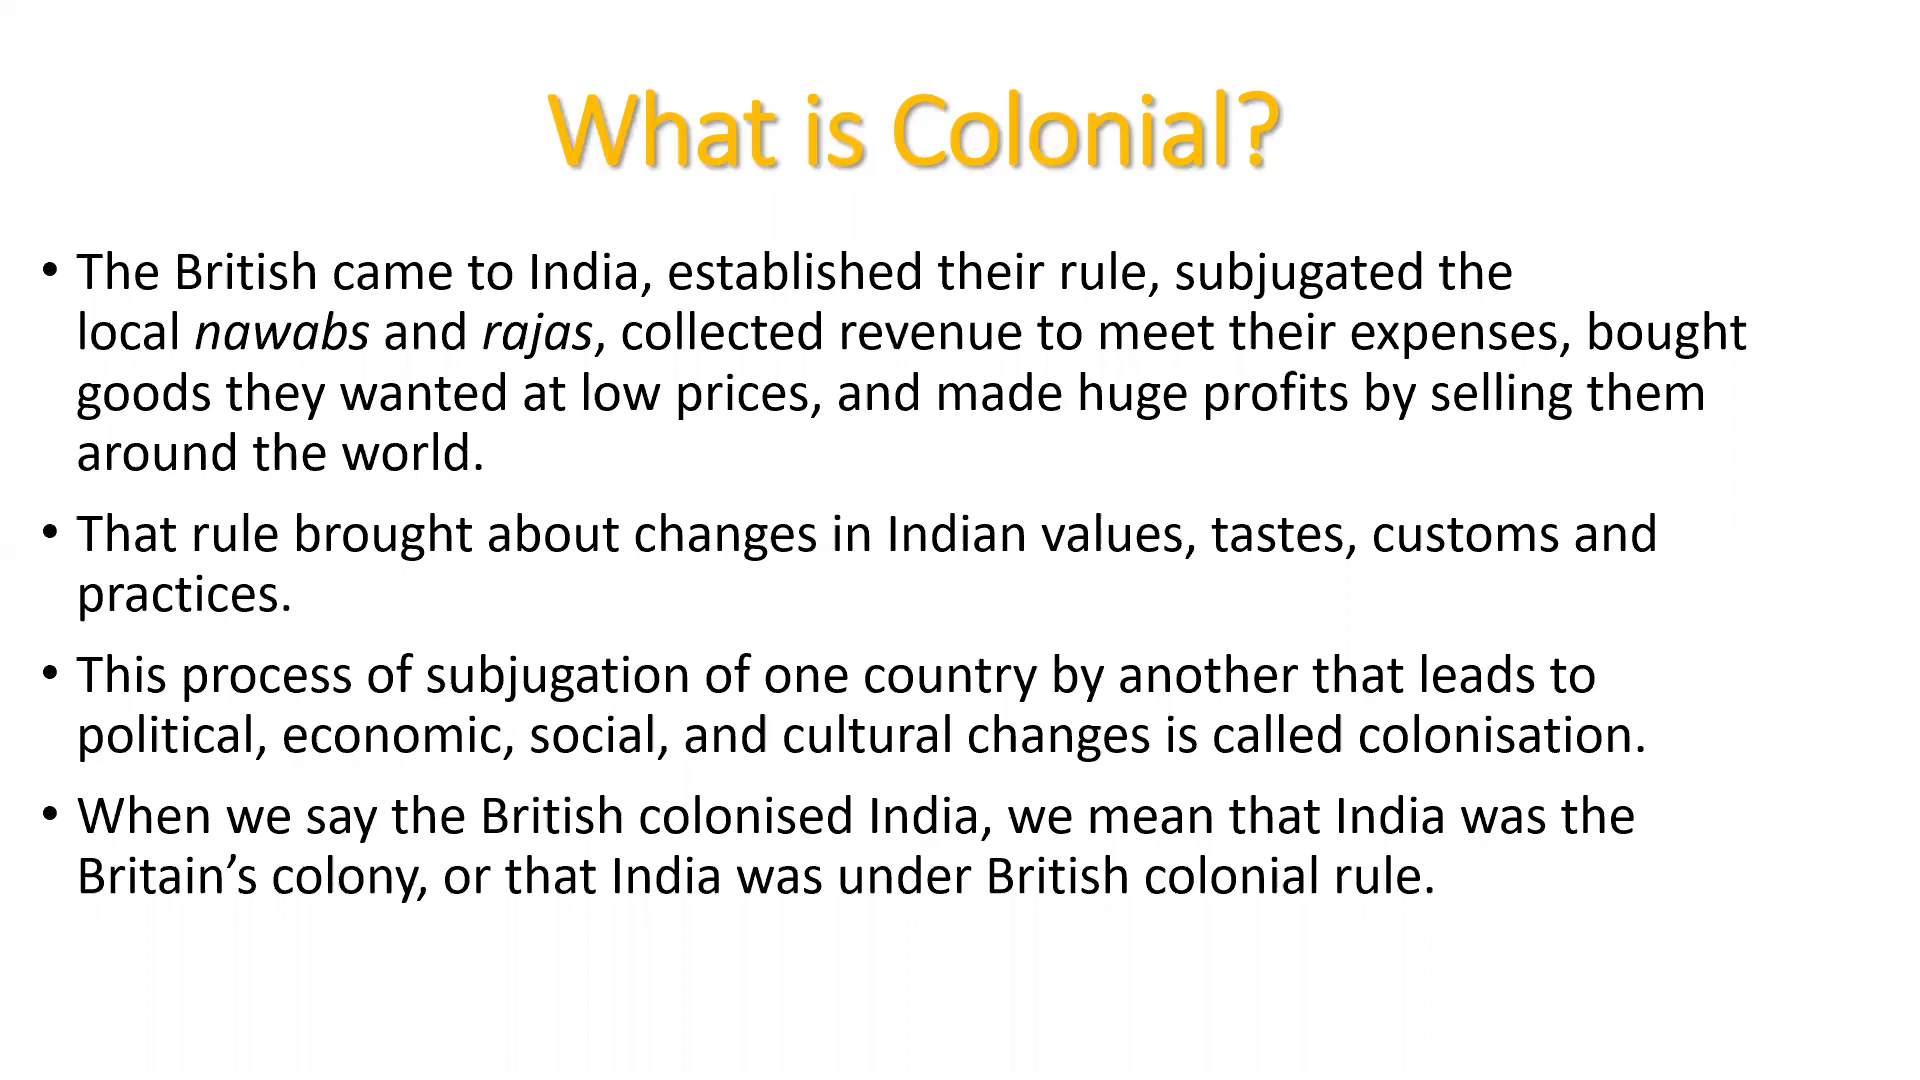 What is Colonial?
• The British came to India, established their rule, subjugated the
local nawabs and rajas, collected revenue to meet their expenses, bought
goods they wanted at low prices, and made huge profits by selling them
around the world.
• That rule brought about changes in Indian values, tastes, customs and
practices.
• This process of subjugation of one country by another that leads to
political, economic, social, and cultural changes is called colonisation.
• When we say the British colonised India, we mean that India was the
Britain’s colony, or that India was under British colonial rule.